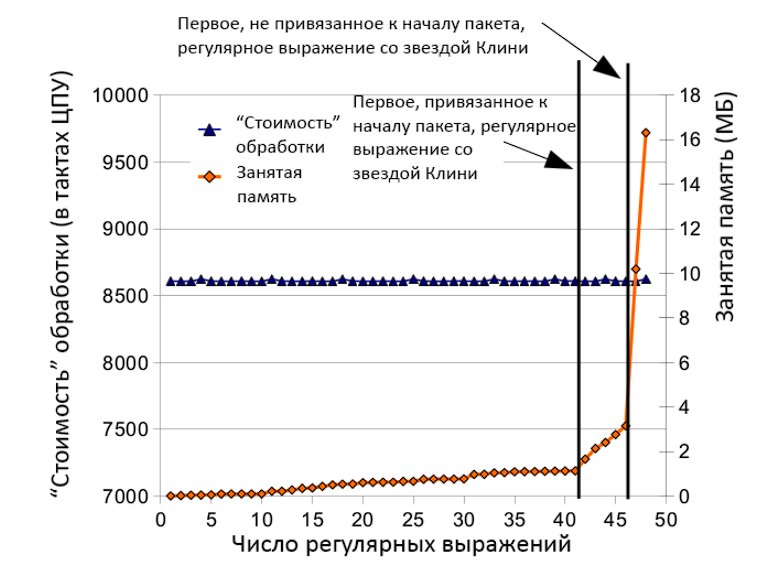 Первое, не привязанное к началу пакета,
регулярное выражение со звездой Клини
Первое, привязанное к
началу пакета, регулярное
выражение со
звездой Клини
“Стоимость”
обработки
Занятая
память
“Стоимость” обработки (в тактах ЦПУ)
10000
9500
9000
8500
8000
7500
7000
18
16
14
12
10
8
6
4
2
0
Занятая память (МБ)
0 5 10 15 20 25 30 35 40 45 50
Число регулярных выражений